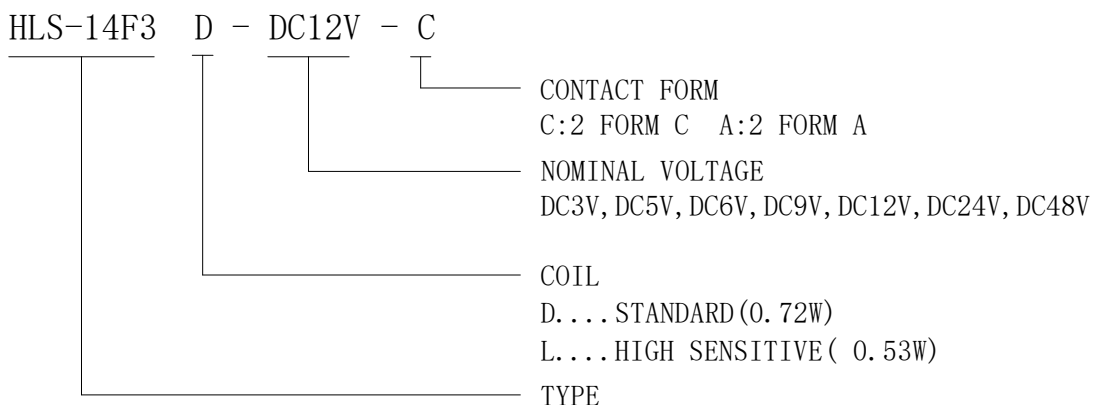 HLS-14F3 D - DC12V - C
CONTACT FORM
C:2 FORM C A:2 FORM A
NOMINAL VOLTAGE
DC3V,DC5V,DC6V,DC9V,DC12V,DC24V,DC48V
COIL
D....STANDARD(0.72W)
L....HIGH SENSITIVE( 0.53W)
TYPE